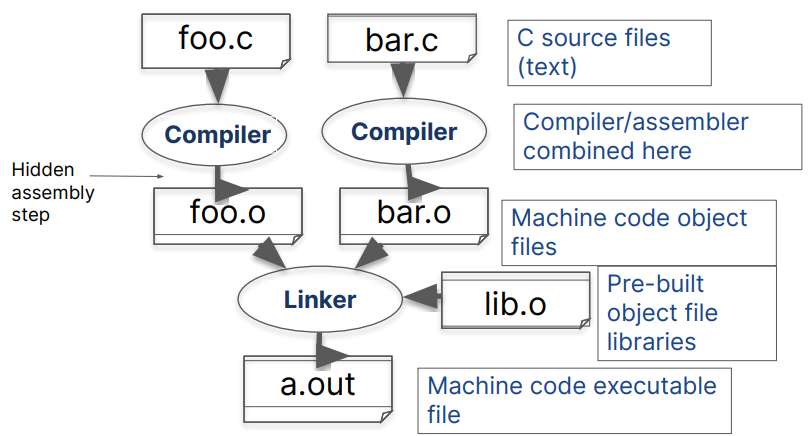 foo.c
bar.c
C source files
(text)
Compiler
Compiler
Compiler/assembler
combined here
Hidden
assembly
step
foo.o
bar.o
Machine code object
files
Linker
lib.o
Pre-built
object file
libraries
a.out
Machine code executable
file